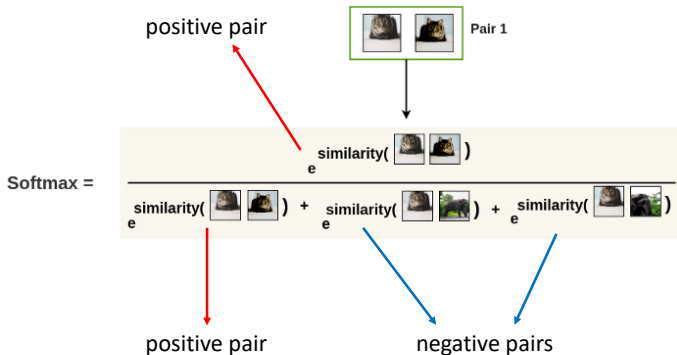 positive pair
Pair 1
e similarity( )
Softmax =
e similarity( ) + e similarity( ) + e similarity( )
positive pair
negative pairs